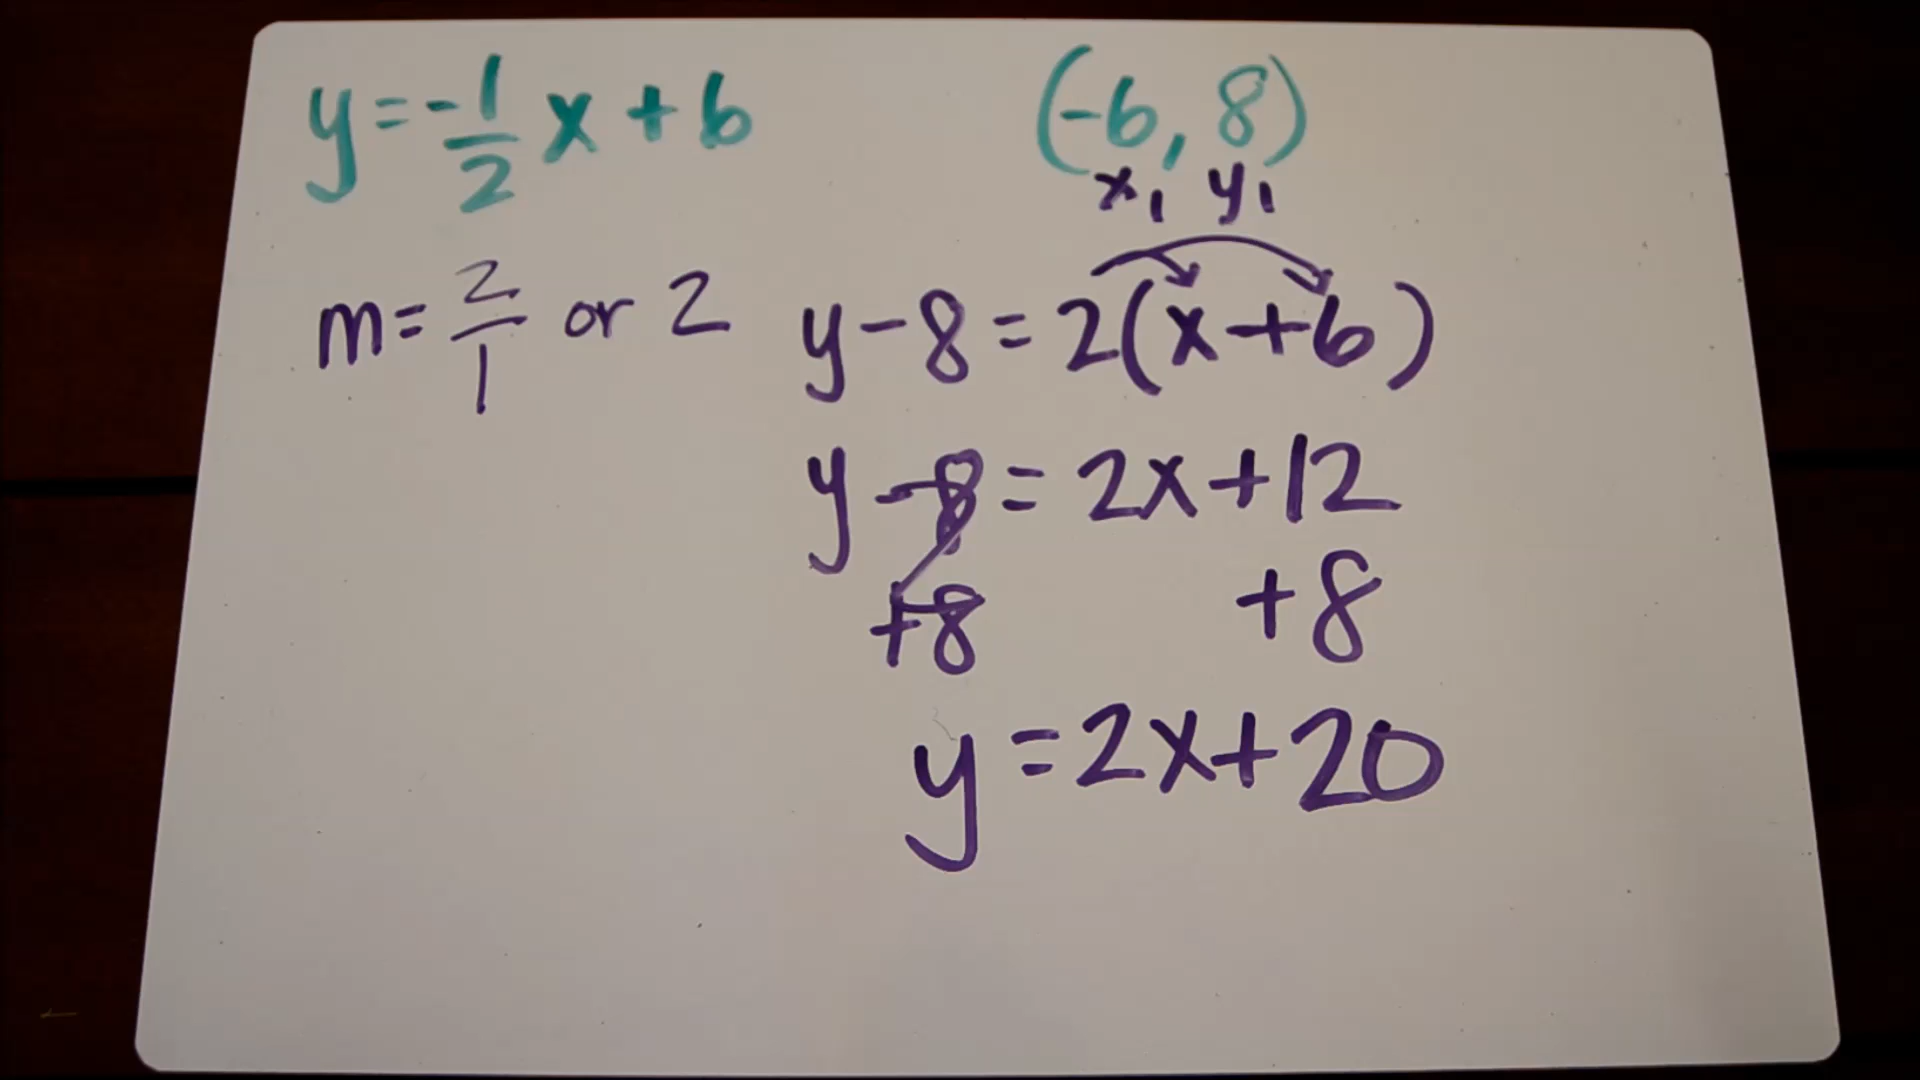 y = -1/2 x + 6
(-6, 8)
x₁ y₁
m = 2/1 or 2
y - 8 = 2(x + 6)
y - 8 = 2x + 12
+8 +8
y = 2x + 20